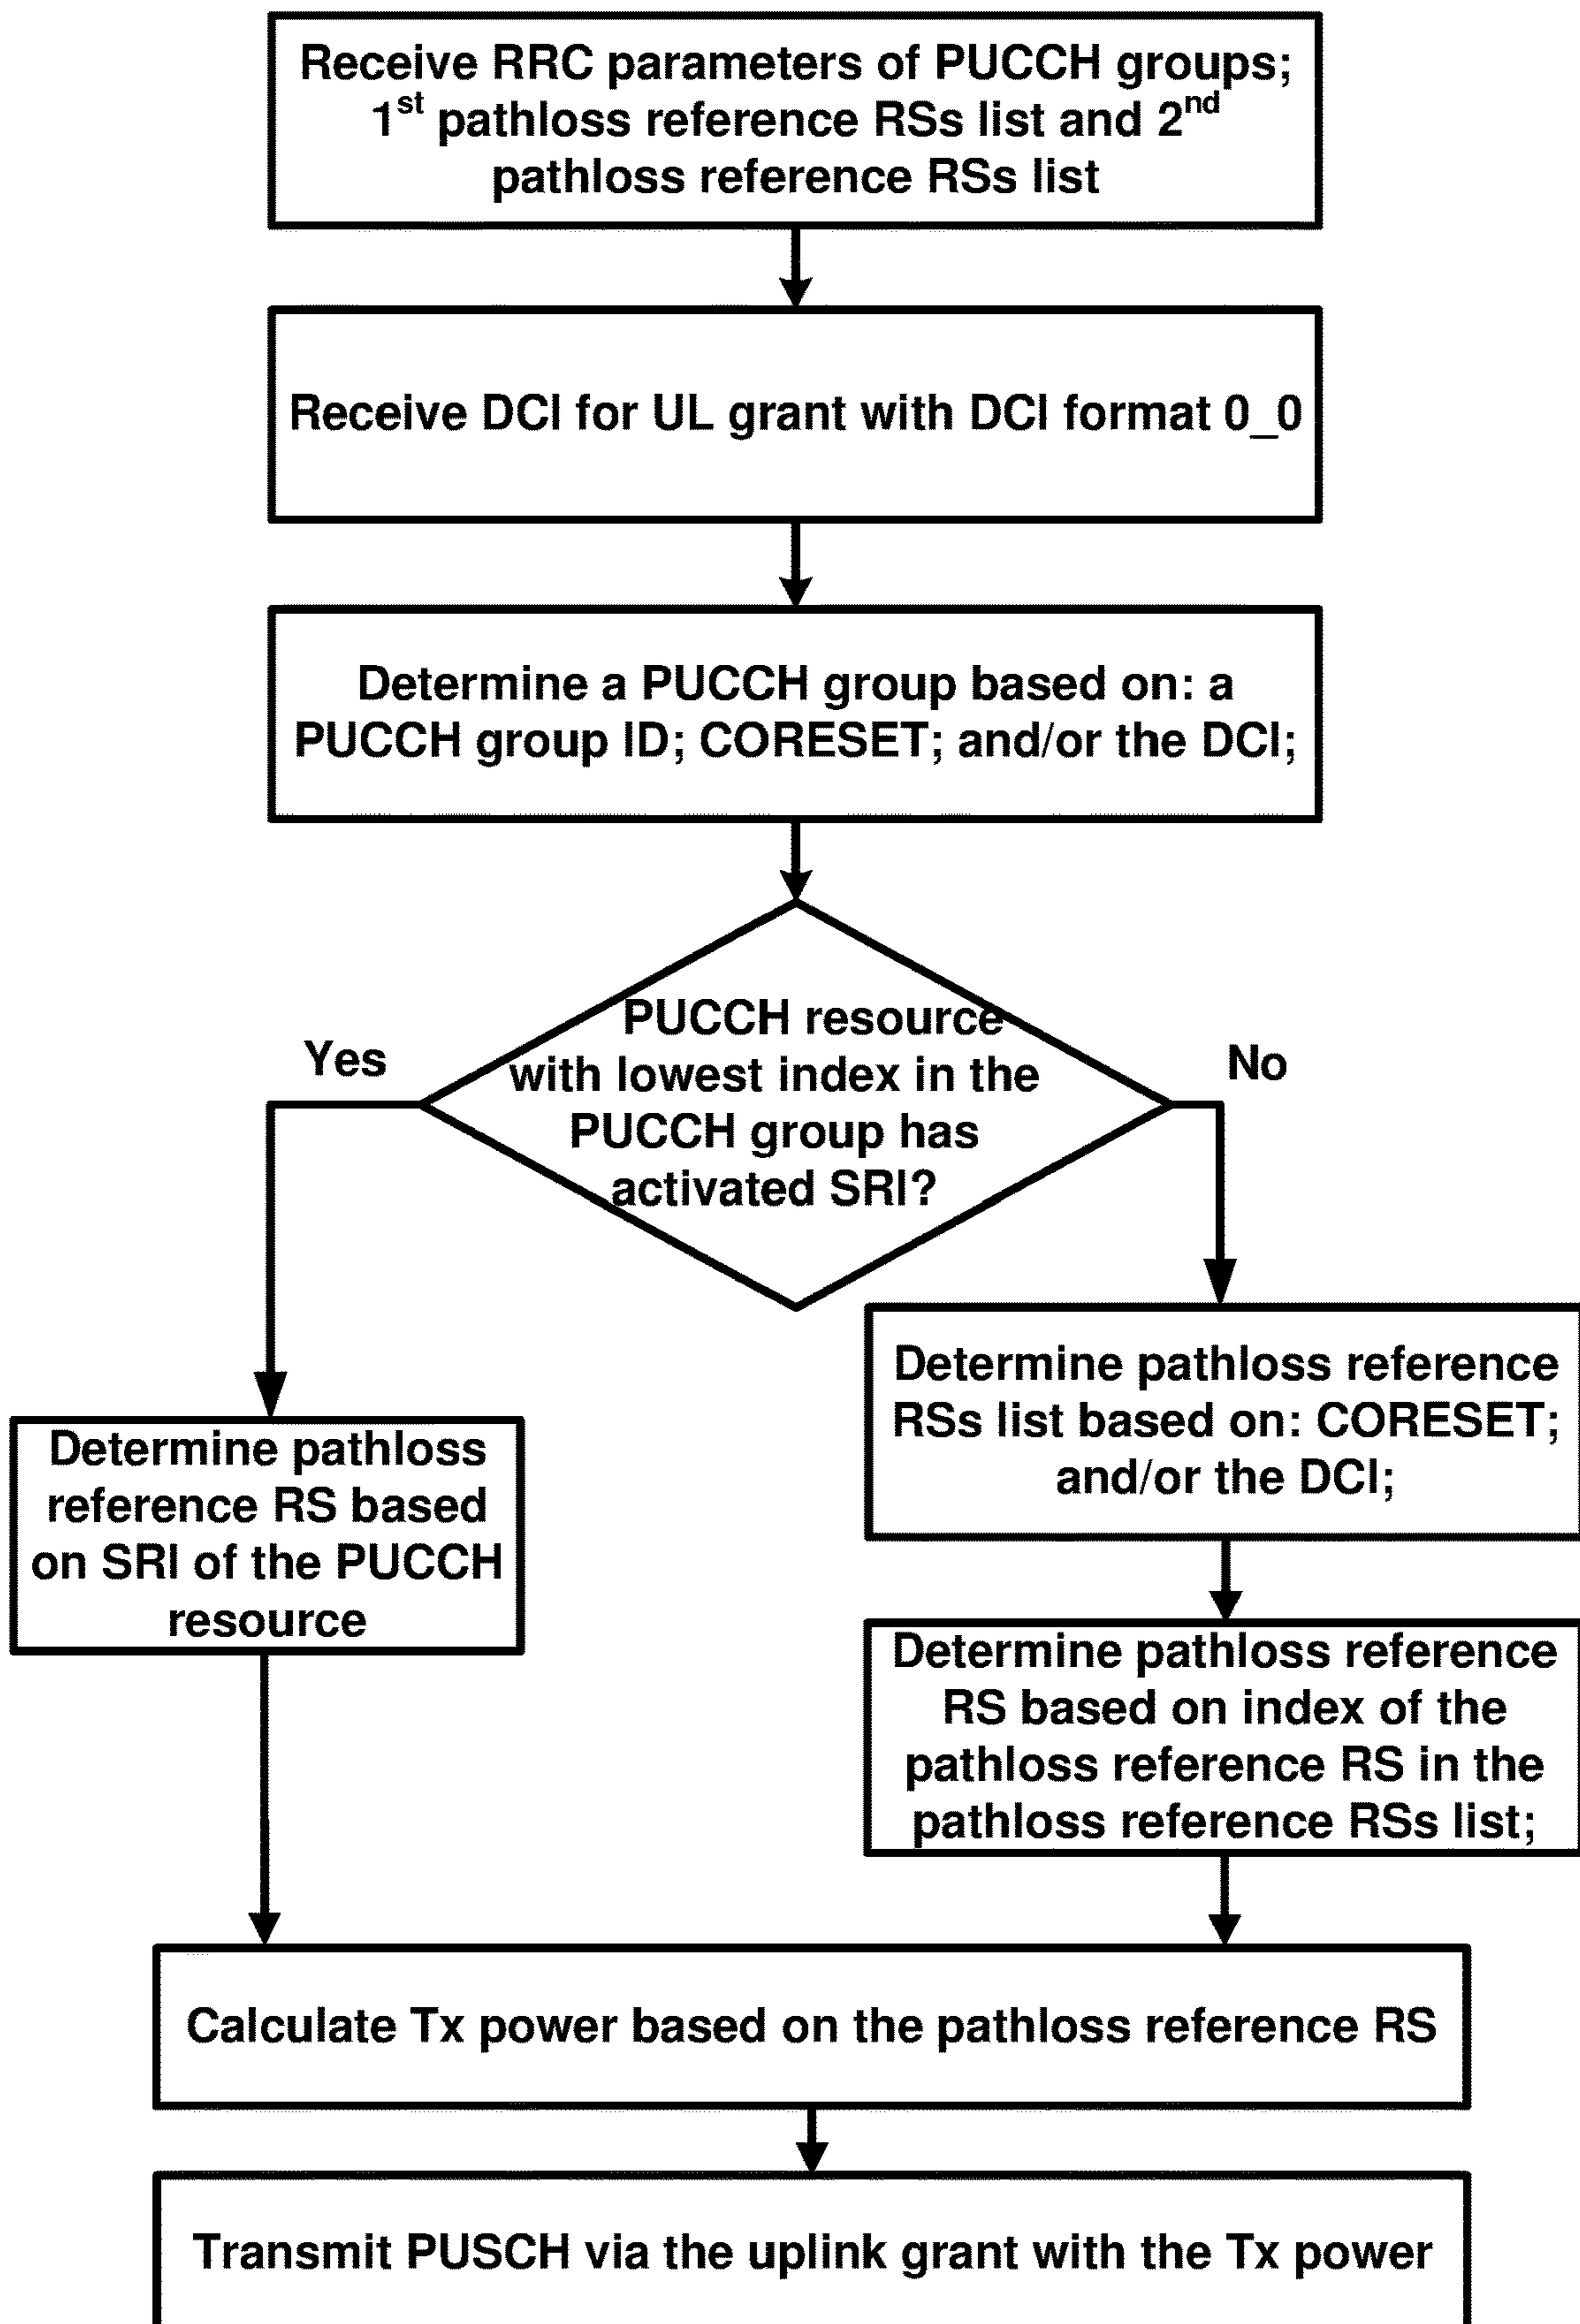 Receive RRC parameters of PUCCH groups;
1st pathloss reference RSs list and 2nd
pathloss reference RSs list
Receive DCI for UL grant with DCI format 0_0
Determine a PUCCH group based on: a
PUCCH group ID; CORESET; and/or the DCI;
PUCCH resource
with lowest index in the
PUCCH group has
activated SRI?
Yes
No
Determine pathloss
reference RS based
on SRI of the PUCCH
resource
Determine pathloss reference
RSs list based on: CORESET;
and/or the DCI;
Determine pathloss reference
RS based on index of the
pathloss reference RS in the
pathloss reference RSs list;
Calculate Tx power based on the pathloss reference RS
Transmit PUSCH via the uplink grant with the Tx power